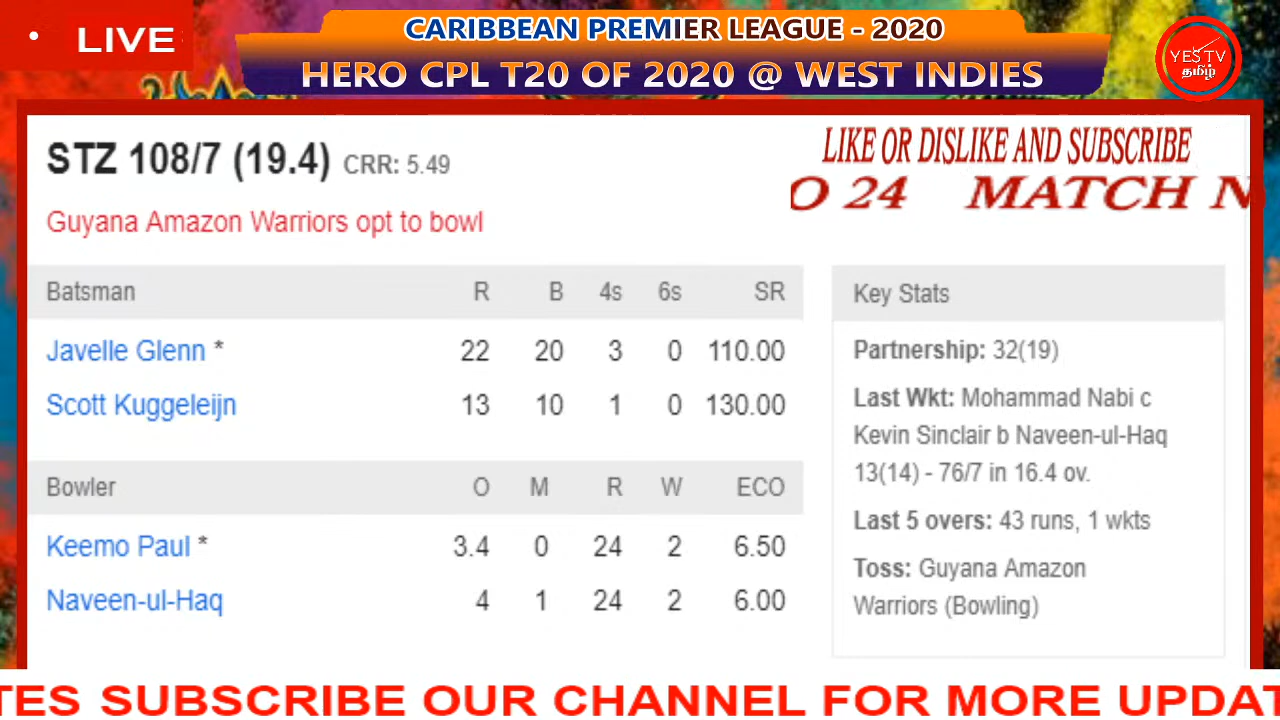 • LIVE
CARIBBEAN PREMIER LEAGUE - 2020
HERO CPL T20 OF 2020 @ WEST INDIES
YES TV
தமிழ்
STZ 108/7 (19.4) CRR: 5.49
LIKE OR DISLIKE AND SUBSCRIBE
O 24 MATCH N
Guyana Amazon Warriors opt to bowl
Batsman R B 4s 6s SR
Javelle Glenn * 22 20 3 0 110.00
Scott Kuggeleijn 13 10 1 0 130.00
Bowler O M R W ECO
Keemo Paul * 3.4 0 24 2 6.50
Naveen-ul-Haq 4 1 24 2 6.00
Key Stats
Partnership: 32(19)
Last Wkt: Mohammad Nabi c
Kevin Sinclair b Naveen-ul-Haq
13(14) - 76/7 in 16.4 ov.
Last 5 overs: 43 runs, 1 wkts
Toss: Guyana Amazon
Warriors (Bowling)
TES SUBSCRIBE OUR CHANNEL FOR MORE UPDAT